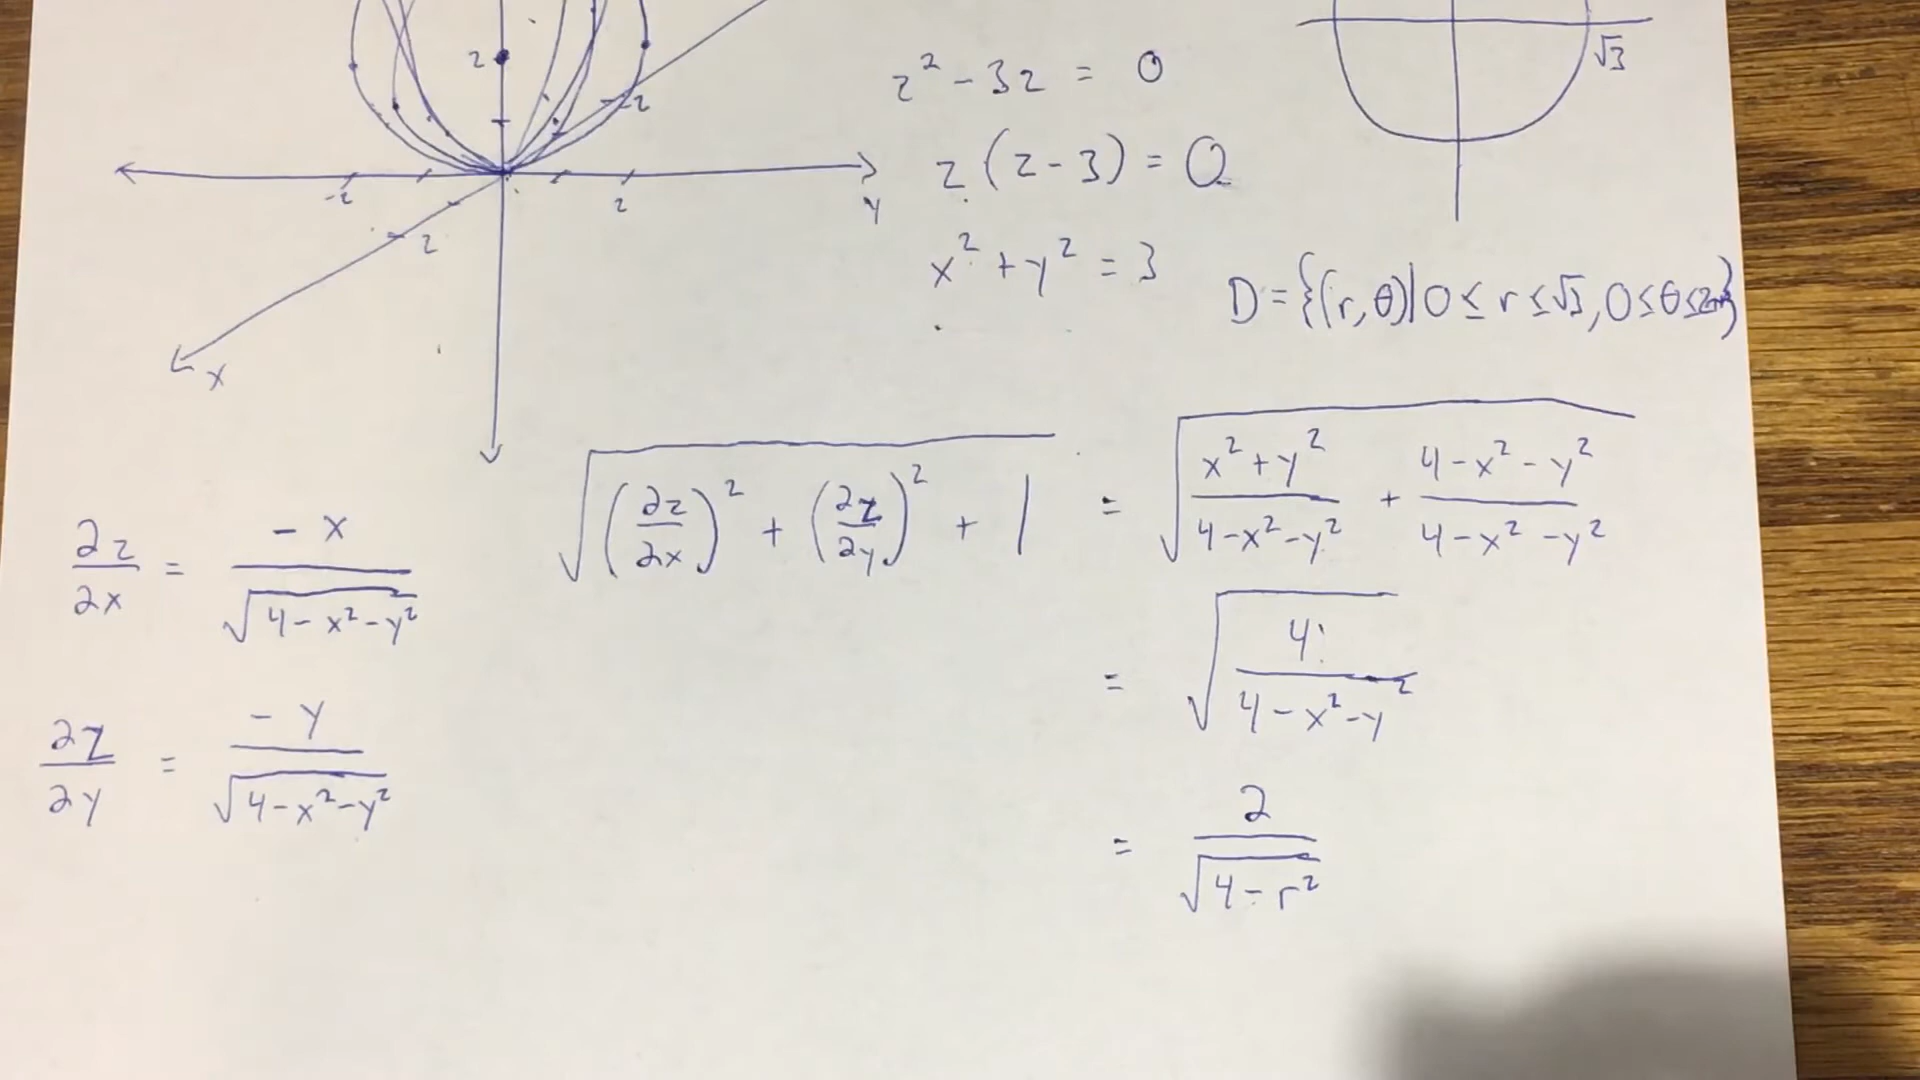 2
2
-2
2
2
y
x
z² - 3z = 0
z(z - 3) = 0
x² + y² = 3
√3
D = {(r, θ) | 0 ≤ r ≤ √3, 0 ≤ θ ≤ 2π}
∂z/∂x = -x/√(4-x²-y²)
∂z/∂y = -y/√(4-x²-y²)
√((∂z/∂x)² + (∂z/∂y)² + 1) = √((x²+y²)/(4-x²-y²) + (4-x²-y²)/(4-x²-y²))
= √(4/(4-x²-y²))
= 2/√(4-r²)